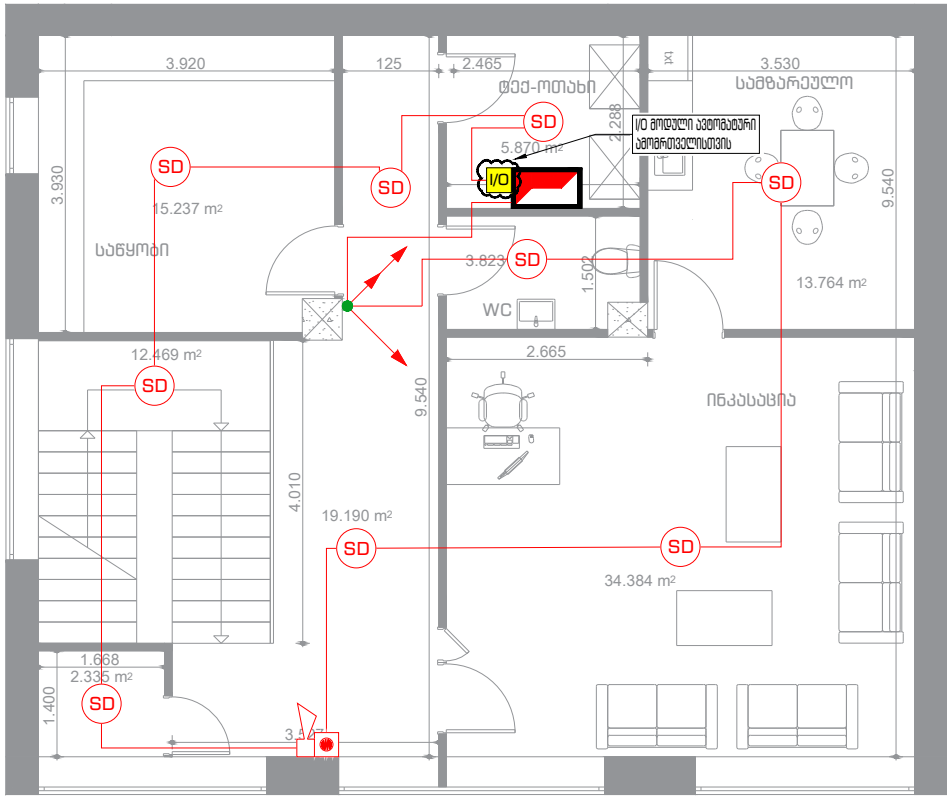 3.920
125
2.465
3.530
txt
ᲢᲔᲥ-ᲝᲗᲐᲮᲘ
ᲡᲐᲛᲖᲐᲠᲔᲣᲚᲝ
2.288
SD
I/O ᲛᲝᲓᲣᲚᲘ ᲐᲕᲢᲝᲛᲐᲢᲣᲠᲘ
ᲐᲛᲝᲛᲠᲗᲕᲔᲚᲘᲡᲗᲕᲘᲡ
5.870 m²
SD
SD
I/O
SD
3.930
9.540
15.237 m²
ᲡᲐᲬᲧᲝᲑᲘ
3.823
SD
1.502
13.764 m²
WC
12.469 m²
2.665
SD
9.540
ᲘᲜᲙᲐᲡᲐᲪᲘᲐ
4.010
19.190 m²
SD
SD
34.384 m²
1.668
2.335 m²
1.400
SD